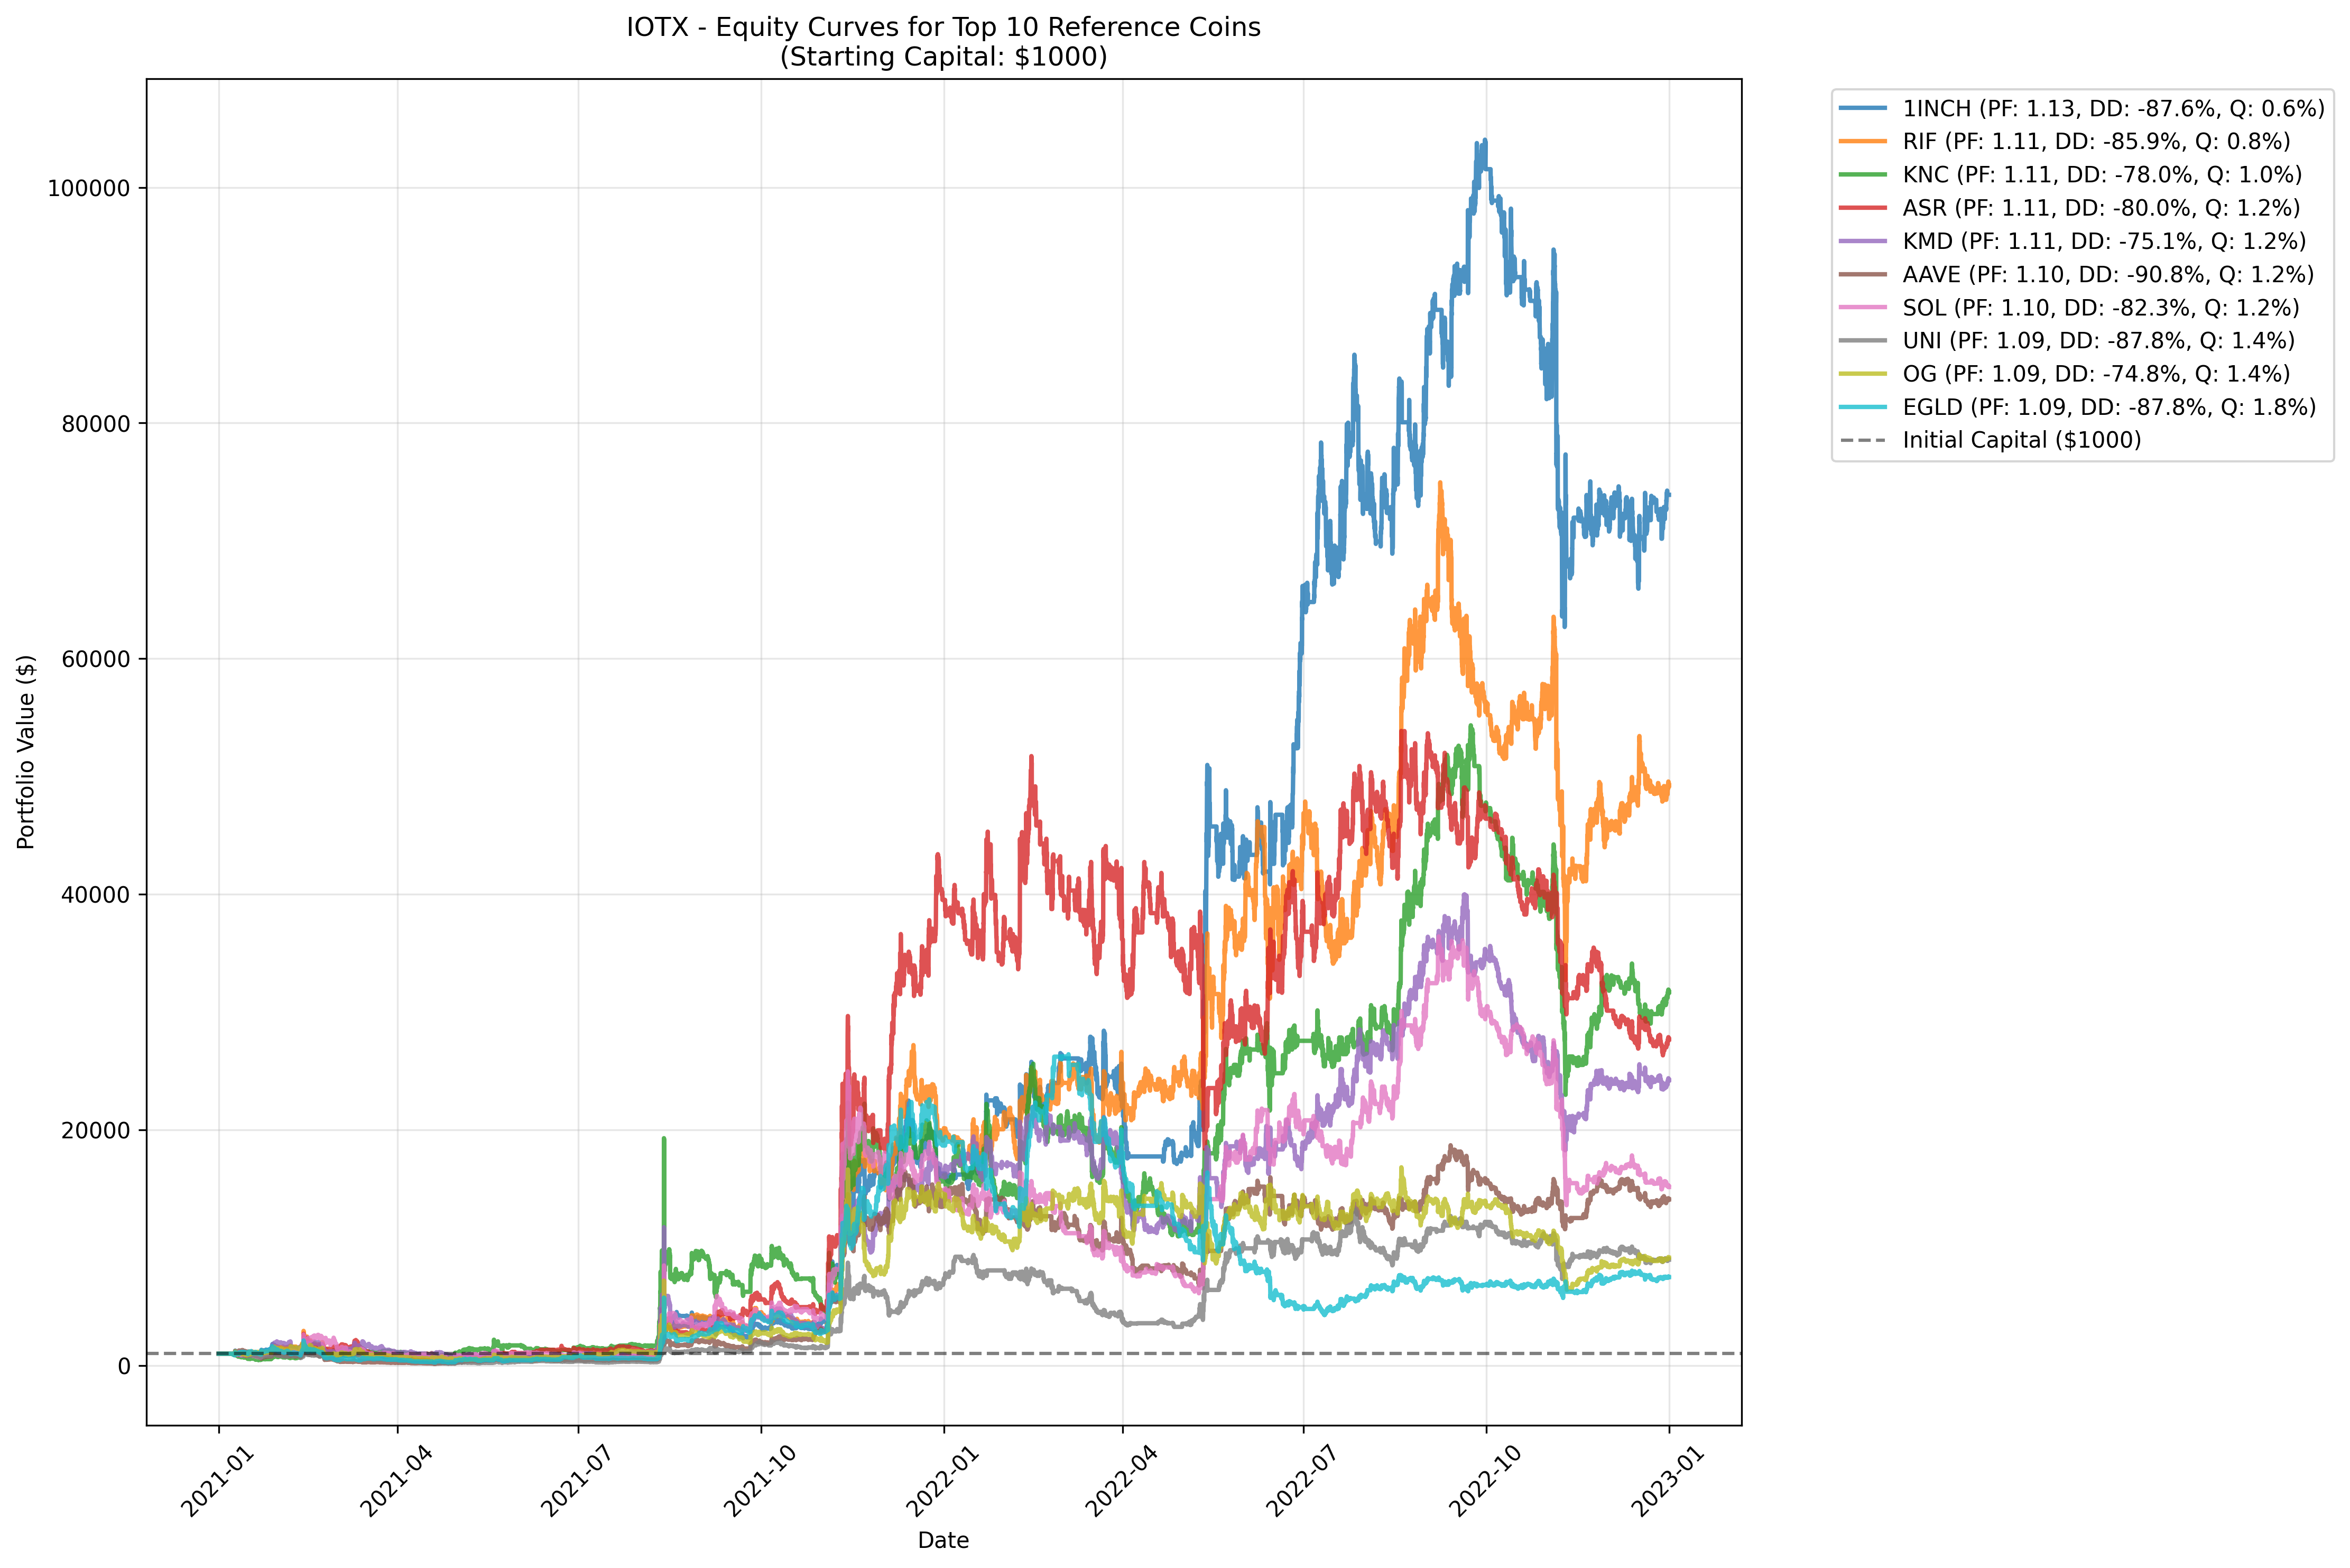 IOTX - Equity Curves for Top 10 Reference Coins
(Starting Capital: $1000)
1INCH (PF: 1.13, DD: -87.6%, Q: 0.6%)
RIF (PF: 1.11, DD: -85.9%, Q: 0.8%)
KNC (PF: 1.11, DD: -78.0%, Q: 1.0%)
ASR (PF: 1.11, DD: -80.0%, Q: 1.2%)
KMD (PF: 1.11, DD: -75.1%, Q: 1.2%)
AAVE (PF: 1.10, DD: -90.8%, Q: 1.2%)
SOL (PF: 1.10, DD: -82.3%, Q: 1.2%)
UNI (PF: 1.09, DD: -87.8%, Q: 1.4%)
OG (PF: 1.09, DD: -74.8%, Q: 1.4%)
EGLD (PF: 1.09, DD: -87.8%, Q: 1.8%)
Initial Capital ($1000)
Portfolio Value ($)
100000
80000
60000
40000
20000
0
2021-01
2021-04
2021-07
2021-10
2022-01
2022-04
2022-07
2022-10
2023-01
Date